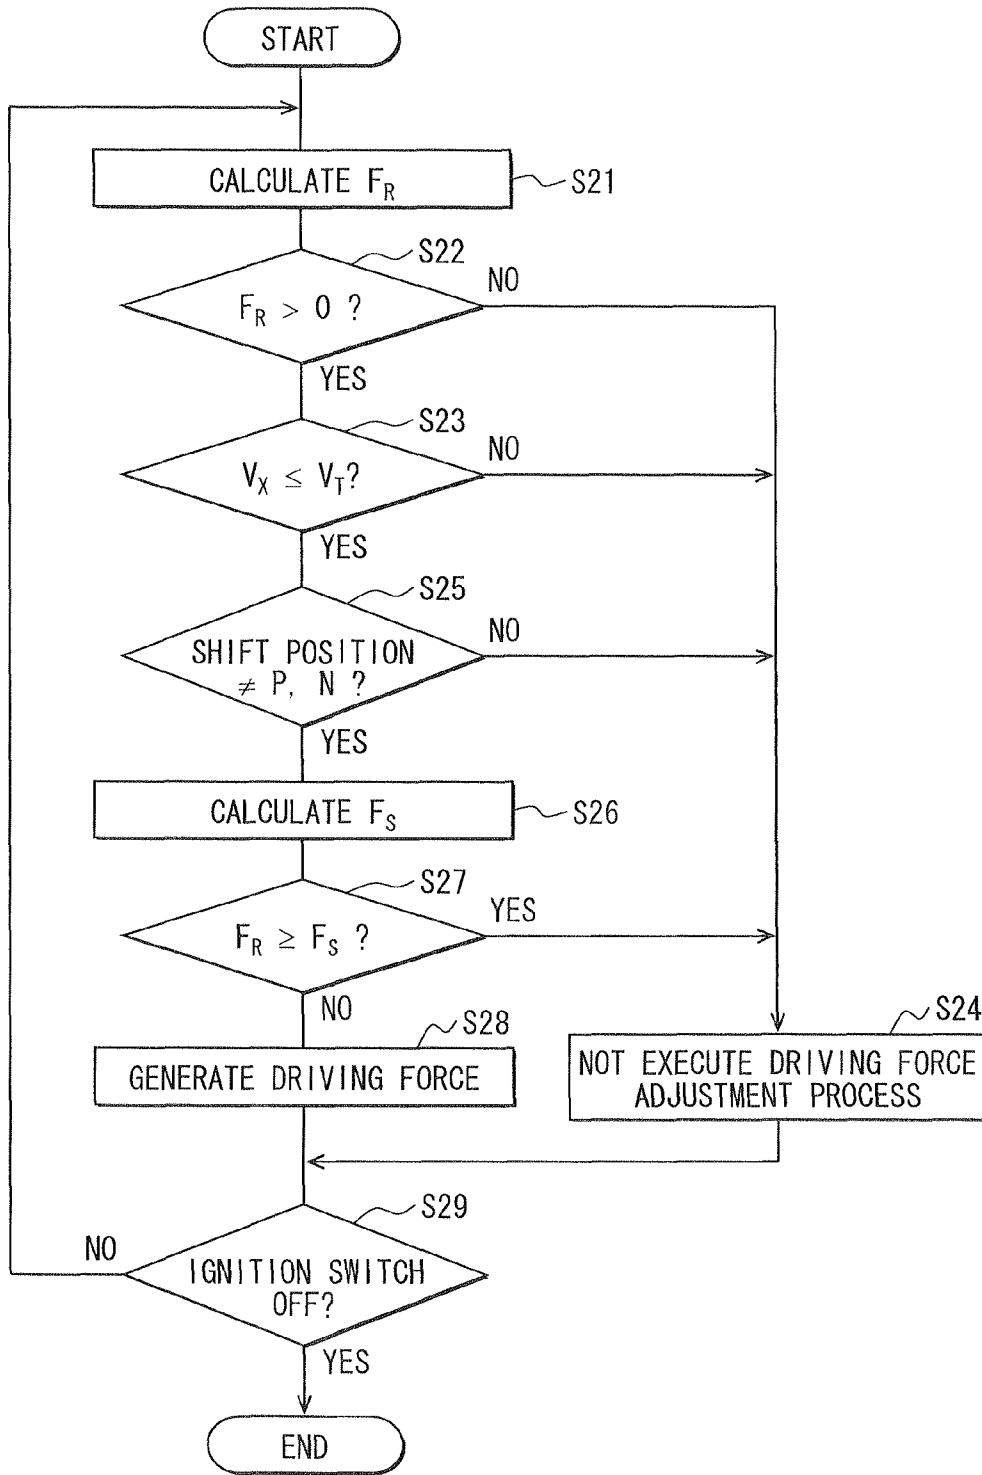 START
CALCULATE F_R
S21
S22
F_R > 0 ?
NO
YES
S23
V_X ≤ V_T?
NO
YES
S25
SHIFT POSITION
≠ P, N ?
NO
YES
CALCULATE F_S
S26
S27
F_R ≥ F_S ?
YES
NO
S28
GENERATE DRIVING FORCE
S24
NOT EXECUTE DRIVING FORCE
ADJUSTMENT PROCESS
S29
NO
IGNITION SWITCH
OFF?
YES
END